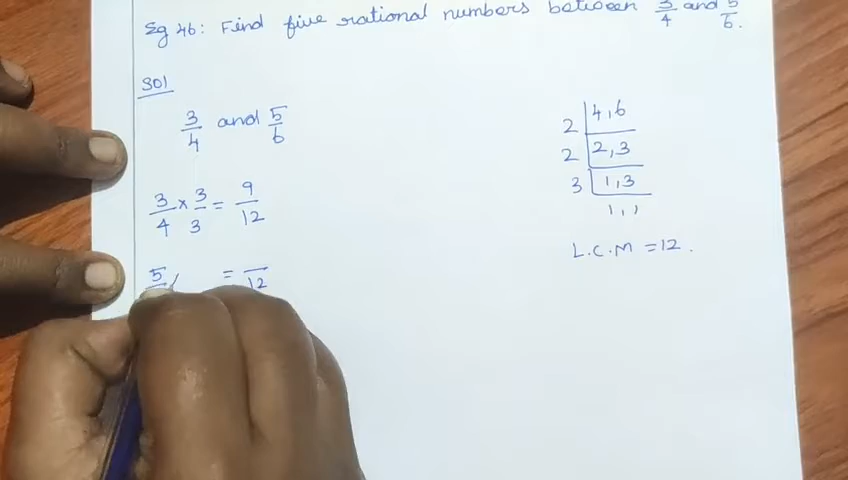 Eg 46: Find five rational numbers between 3/4 and 5/6.
Sol
3/4 and 5/6
3/4 × 3/3 = 9/12
5/ = /12
2 | 4, 6
2 | 2, 3
3 | 1, 3
1, 1
L.C.M = 12.